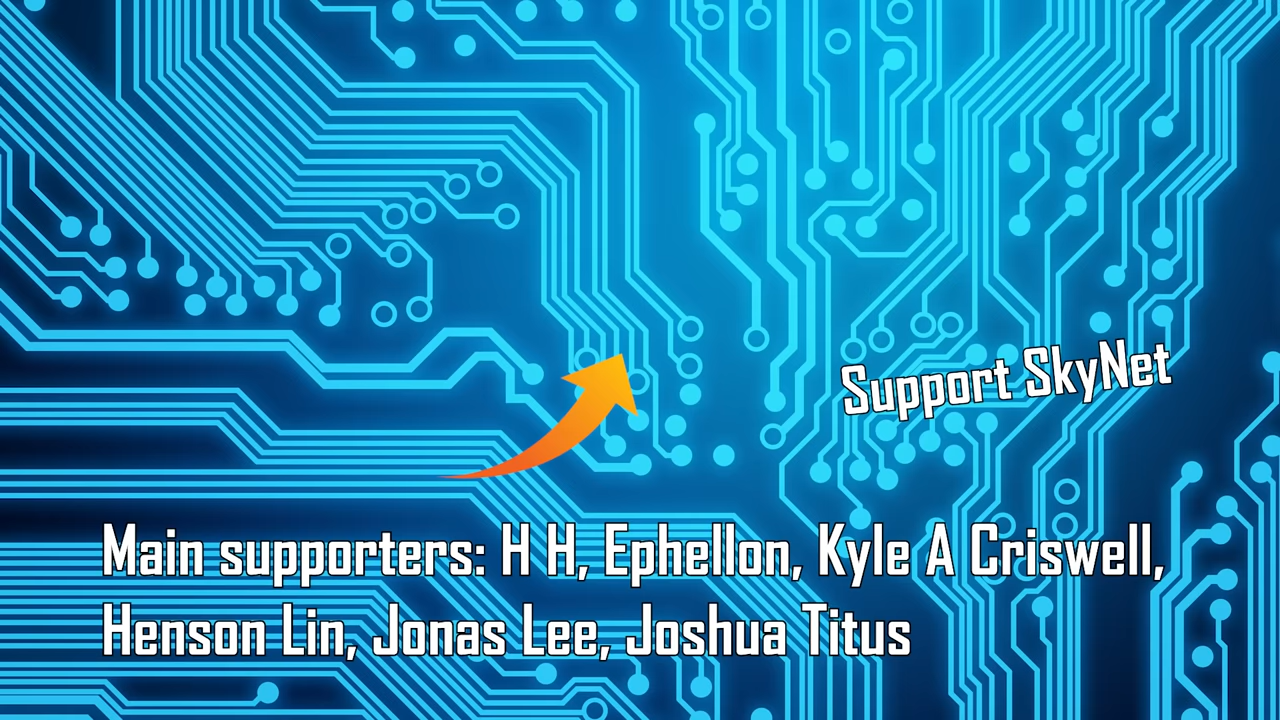 Support SkyNet
Main supporters: H H, Ephellon, Kyle A Criswell,
Henson Lin, Jonas Lee, Joshua Titus